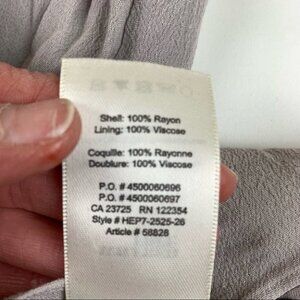 Shell: 100% Rayon
Lining: 100% Viscose
Coquille: 100% Rayonne
Doublure: 100% Viscose
P.O. # 4500060696
P.O. # 4500060697
CA 23725 RN 122354
Style # HEP7-2525-26
Article # 58828